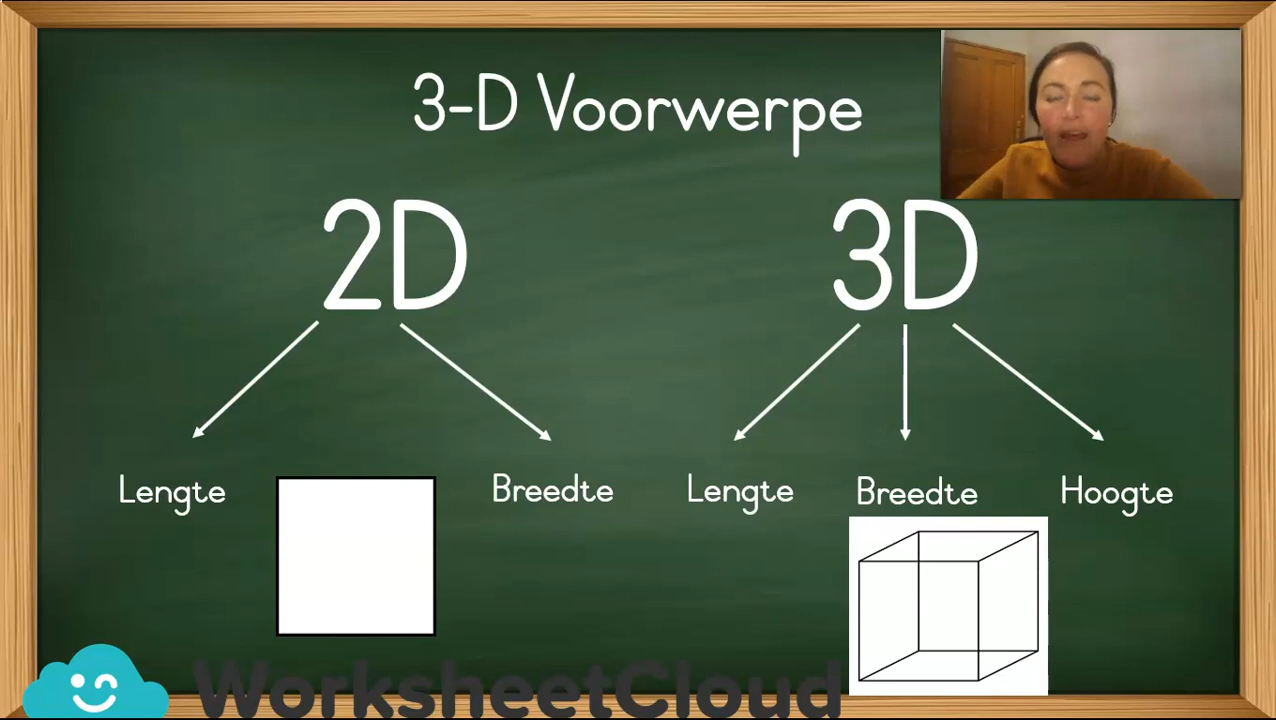 3-D Voorwerpe
2D
3D
Lengte
Breedte
Lengte
Breedte
Hoogte
WorksheetCloud